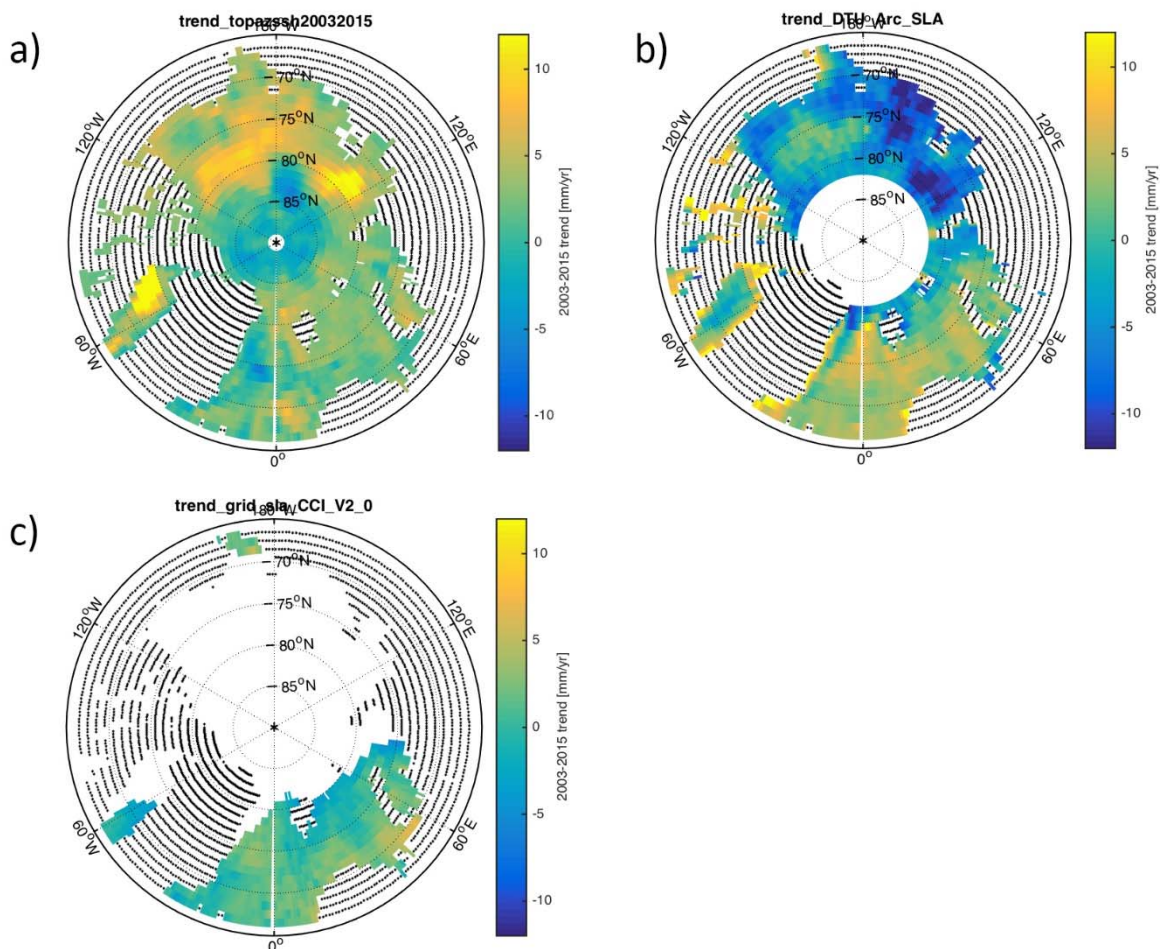 a)
trend_topazssh20032015
180°W
70°N
75°N
80°N
85°N
120°W
120°E
60°W
60°E
0°
10
5
0
-5
-10
2003-2015 trend [mm/yr]
b)
trend_DTU_Arc_SLA
180°W
70°N
75°N
80°N
85°N
120°W
120°E
60°W
60°E
0°
10
5
0
-5
-10
2003-2015 trend [mm/yr]
c)
trend_grid_sla_CCI_V2_0
180°W
70°N
75°N
80°N
85°N
120°W
120°E
60°W
60°E
0°
10
5
0
-5
-10
2003-2015 trend [mm/yr]